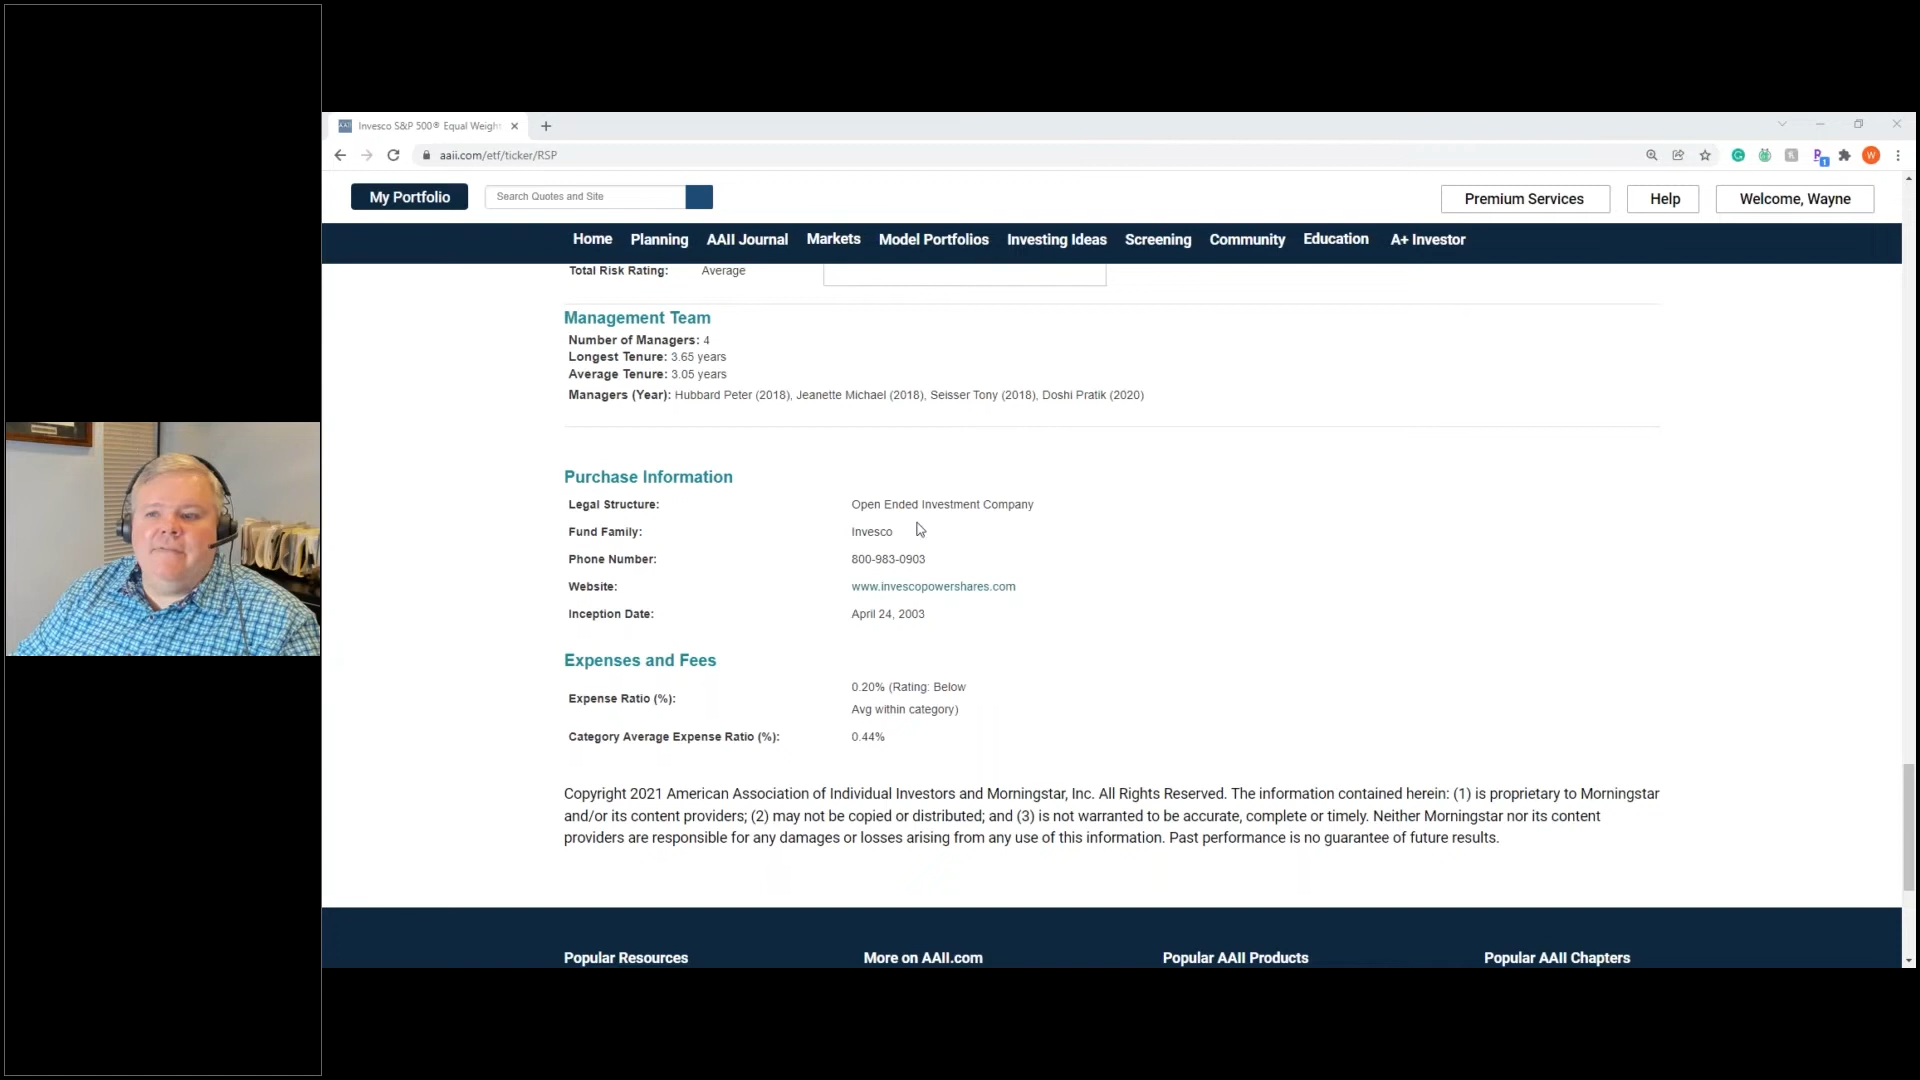 Invesco S&P 500® Equal Weigh
aaii.com/etf/ticker/RSP
W
1
My Portfolio
Search Quotes and Site
Premium Services
Help
Welcome, Wayne
Home Planning AAII Journal Markets Model Portfolios Investing Ideas Screening Community Education A+ Investor
Total Risk Rating: Average
Management Team
Number of Managers: 4
Longest Tenure: 3.65 years
Average Tenure: 3.05 years
Managers (Year): Hubbard Peter (2018), Jeanette Michael (2018), Seisser Tony (2018), Doshi Pratik (2020)
Purchase Information
Legal Structure: Open Ended Investment Company
Fund Family: Invesco
Phone Number: 800-983-0903
Website: www.invescopowershares.com
Inception Date: April 24, 2003
Expenses and Fees
Expense Ratio (%): 0.20% (Rating: Below
Avg within category)
Category Average Expense Ratio (%): 0.44%
Copyright 2021 American Association of Individual Investors and Morningstar, Inc. All Rights Reserved. The information contained herein: (1) is proprietary to Morningstar
and/or its content providers; (2) may not be copied or distributed; and (3) is not warranted to be accurate, complete or timely. Neither Morningstar nor its content
providers are responsible for any damages or losses arising from any use of this information. Past performance is no guarantee of future results.
Popular Resources More on AAII.com Popular AAII Products Popular AAII Chapters